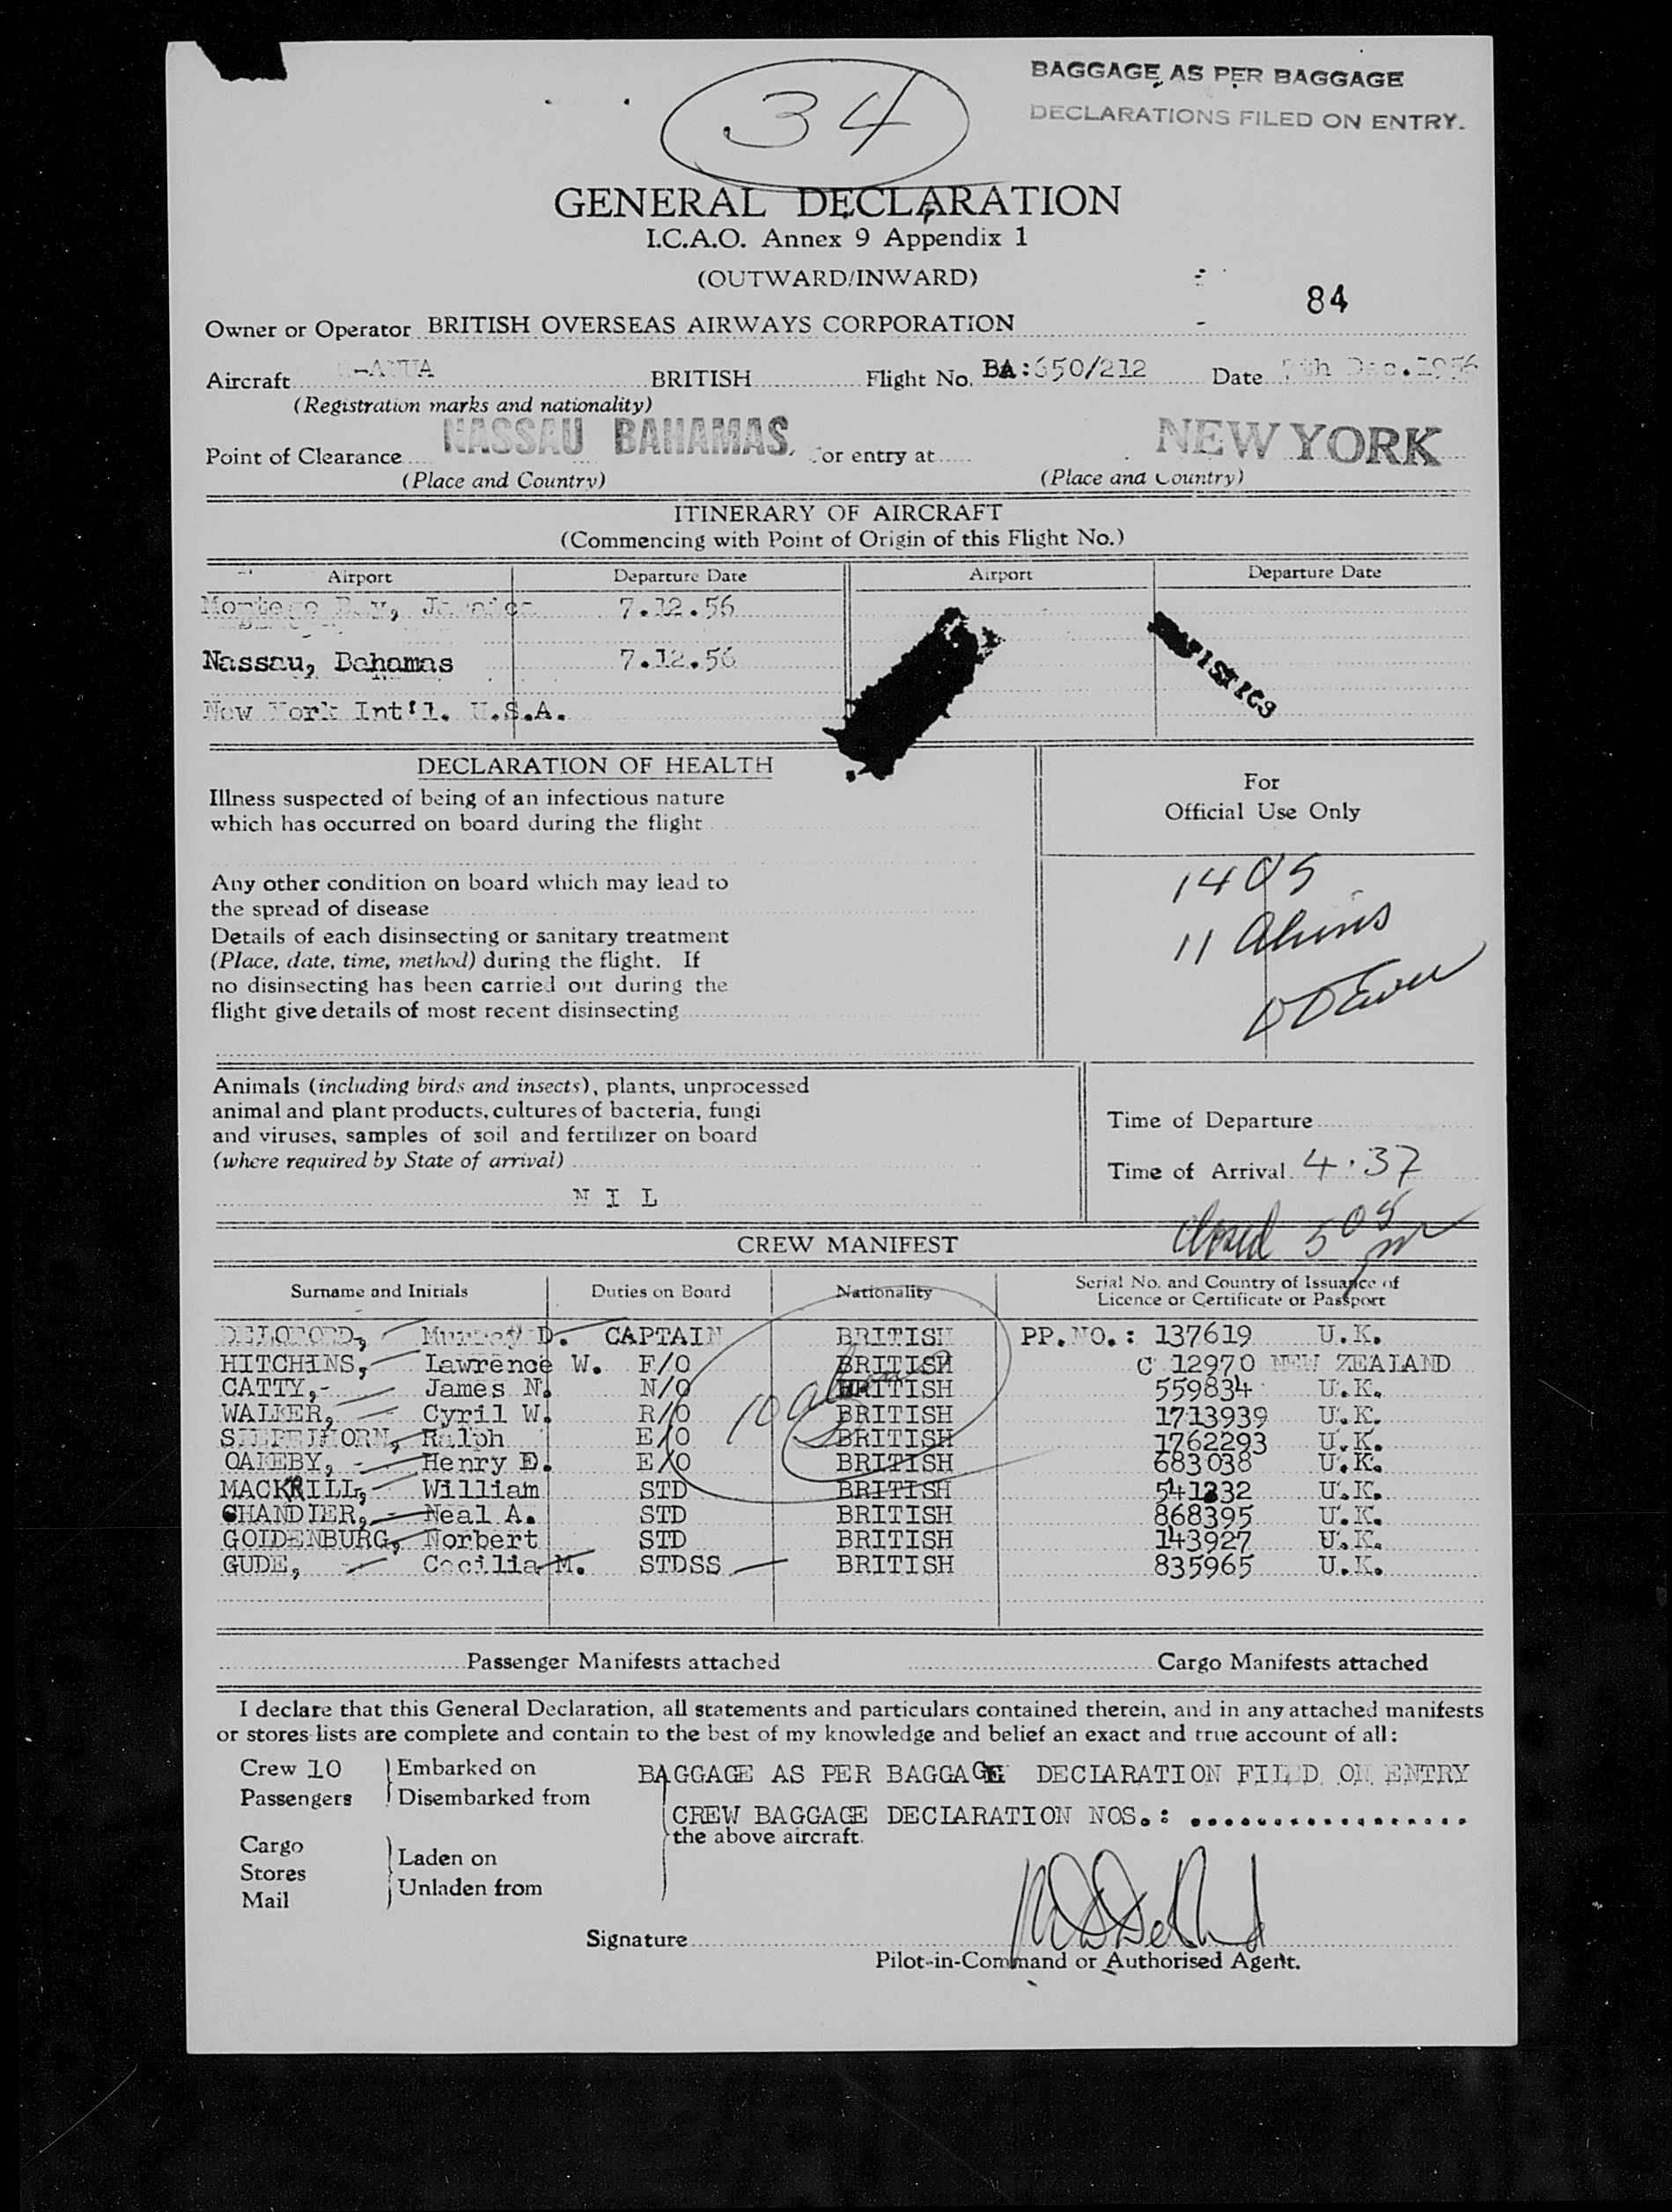 34
BAGGAGE AS PER BAGGAGE
DECLARATIONS FILED ON ENTRY.
GENERAL DECLARATION
I.C.A.O. Annex 9 Appendix 1
(OUTWARD/INWARD)
84
Owner or Operator BRITISH OVERSEAS AIRWAYS CORPORATION
Aircraft BRITISH Flight No. BA:650/212 Date Dec.1956
(Registration marks and nationality)
Point of Clearance NASSAU BAHAMAS. For entry at NEW YORK
(Place and Country) (Place and Country)
ITINERARY OF AIRCRAFT
(Commencing with Point of Origin of this Flight No.)
Airport Departure Date Airport Departure Date
Montego Bay, Jamaica 7.12.56
Nassau, Bahamas 7.12.56
New York Int'l. U.S.A.
DECLARATION OF HEALTH
Illness suspected of being of an infectious nature
which has occurred on board during the flight
Any other condition on board which may lead to
the spread of disease
Details of each disinsecting or sanitary treatment
(Place, date, time, method) during the flight. If
no disinsecting has been carried out during the
flight give details of most recent disinsecting
For
Official Use Only
11 Aliens
Animals (including birds and insects), plants, unprocessed
animal and plant products, cultures of bacteria, fungi
and viruses, samples of soil and fertilizer on board
(where required by State of arrival)
N I L
Time of Departure
Time of Arrival 4:37
closed 5 05
CREW MANIFEST
Surname and Initials Duties on Board Nationality Serial No. and Country of Issuance of
Licence or Certificate or Passport
Murray D. CAPTAIN BRITISH PP.NO.: 137619 U.K.
HITCHINS, Lawrence W. F/O BRITISH C 12970 NEW ZEALAND
CATTY, James N. N/O BRITISH 559834 U.K.
WALKER, Cyril W. R/O BRITISH 1713939 U.K.
Ralph E/O BRITISH 1762293 U.K.
OAKEBY, Henry E/O BRITISH 683038 U.K.
MACKRILL, William STD BRITISH 541332 U.K.
CHANDLER, Neal A. STD BRITISH 868395 U.K.
GOLDENBURG, Norbert STD BRITISH 143927 U.K.
GUDE, Cecilia M. STDSS BRITISH 835965 U.K.
10 aliens
Passenger Manifests attached Cargo Manifests attached
I declare that this General Declaration, all statements and particulars contained therein, and in any attached manifests
or stores lists are complete and contain to the best of my knowledge and belief an exact and true account of all:
Crew 10 Embarked on
Passengers Disembarked from
BAGGAGE AS PER BAGGAGE DECLARATION FILED ON ENTRY
CREW BAGGAGE DECLARATION NOS.: .................
the above aircraft.
Cargo
Stores
Mail
Laden on
Unladen from
Signature
Pilot-in-Command or Authorised Agent.